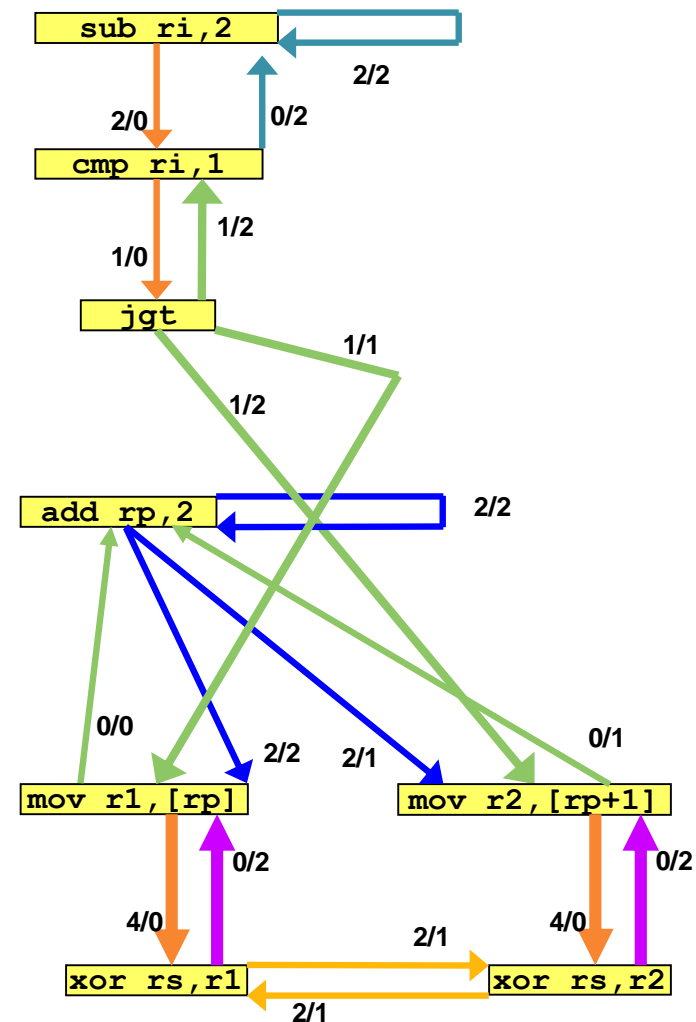 sub ri,2
2/2
2/0
0/2
cmp ri,1
1/2
1/0
jgt
1/1
1/2
add rp,2
2/2
0/0
2/2
2/1
0/1
mov r1,[rp]
mov r2,[rp+1]
0/2
0/2
4/0
4/0
2/1
xor rs,r1
xor rs,r2
2/1